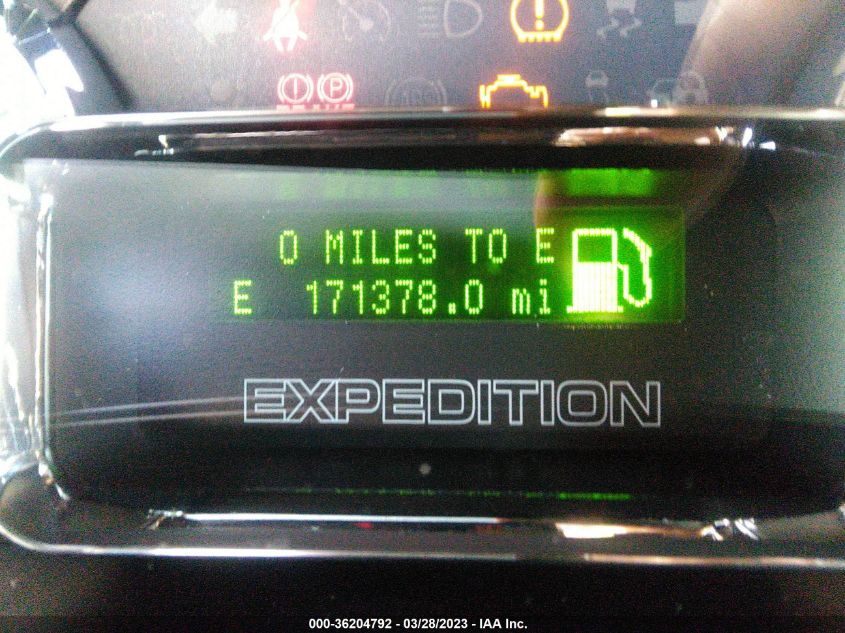 (!) (P)
0 MILES TO E
E 171378.0 mi
EXPEDITION
000-36204792 - 03/28/2023 - IAA Inc.